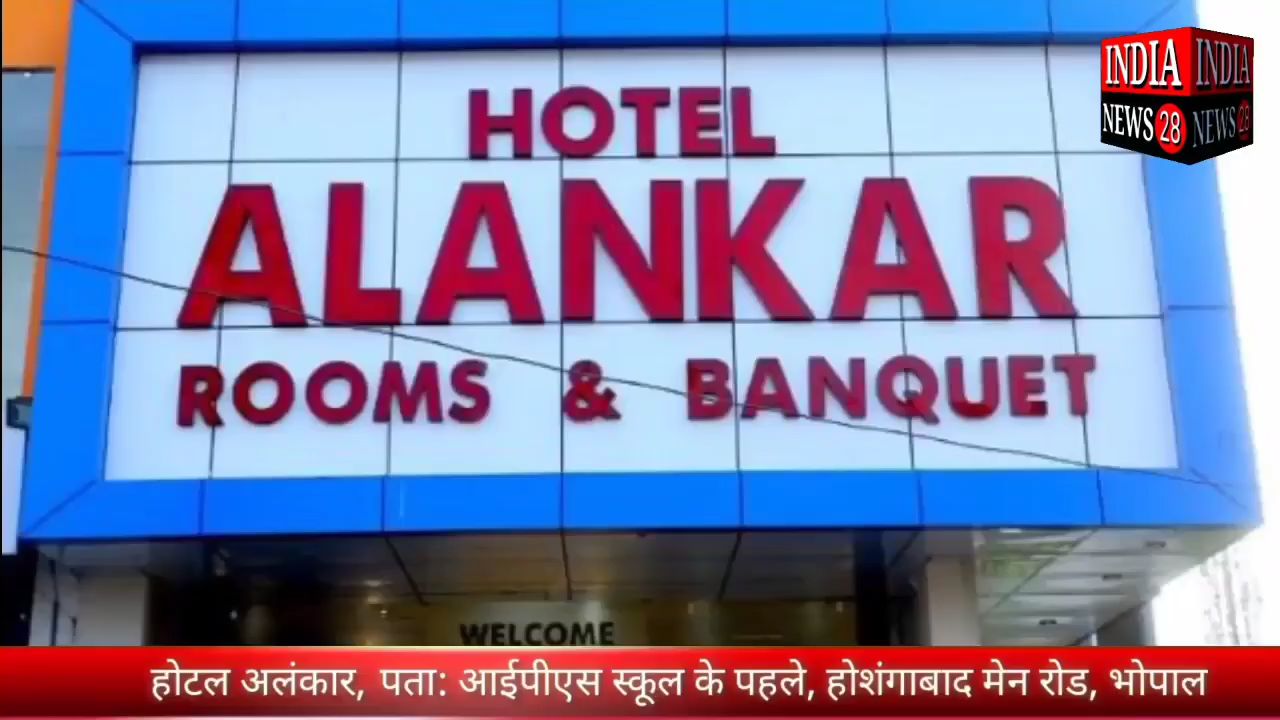 HOTEL
ALANKAR
ROOMS & BANQUET
WELCOME
INDIA INDIA
NEWS 28 NEWS 28
होटल अलंकार, पता: आईपीएस स्कूल के पहले, होशंगाबाद मेन रोड, भोपाल